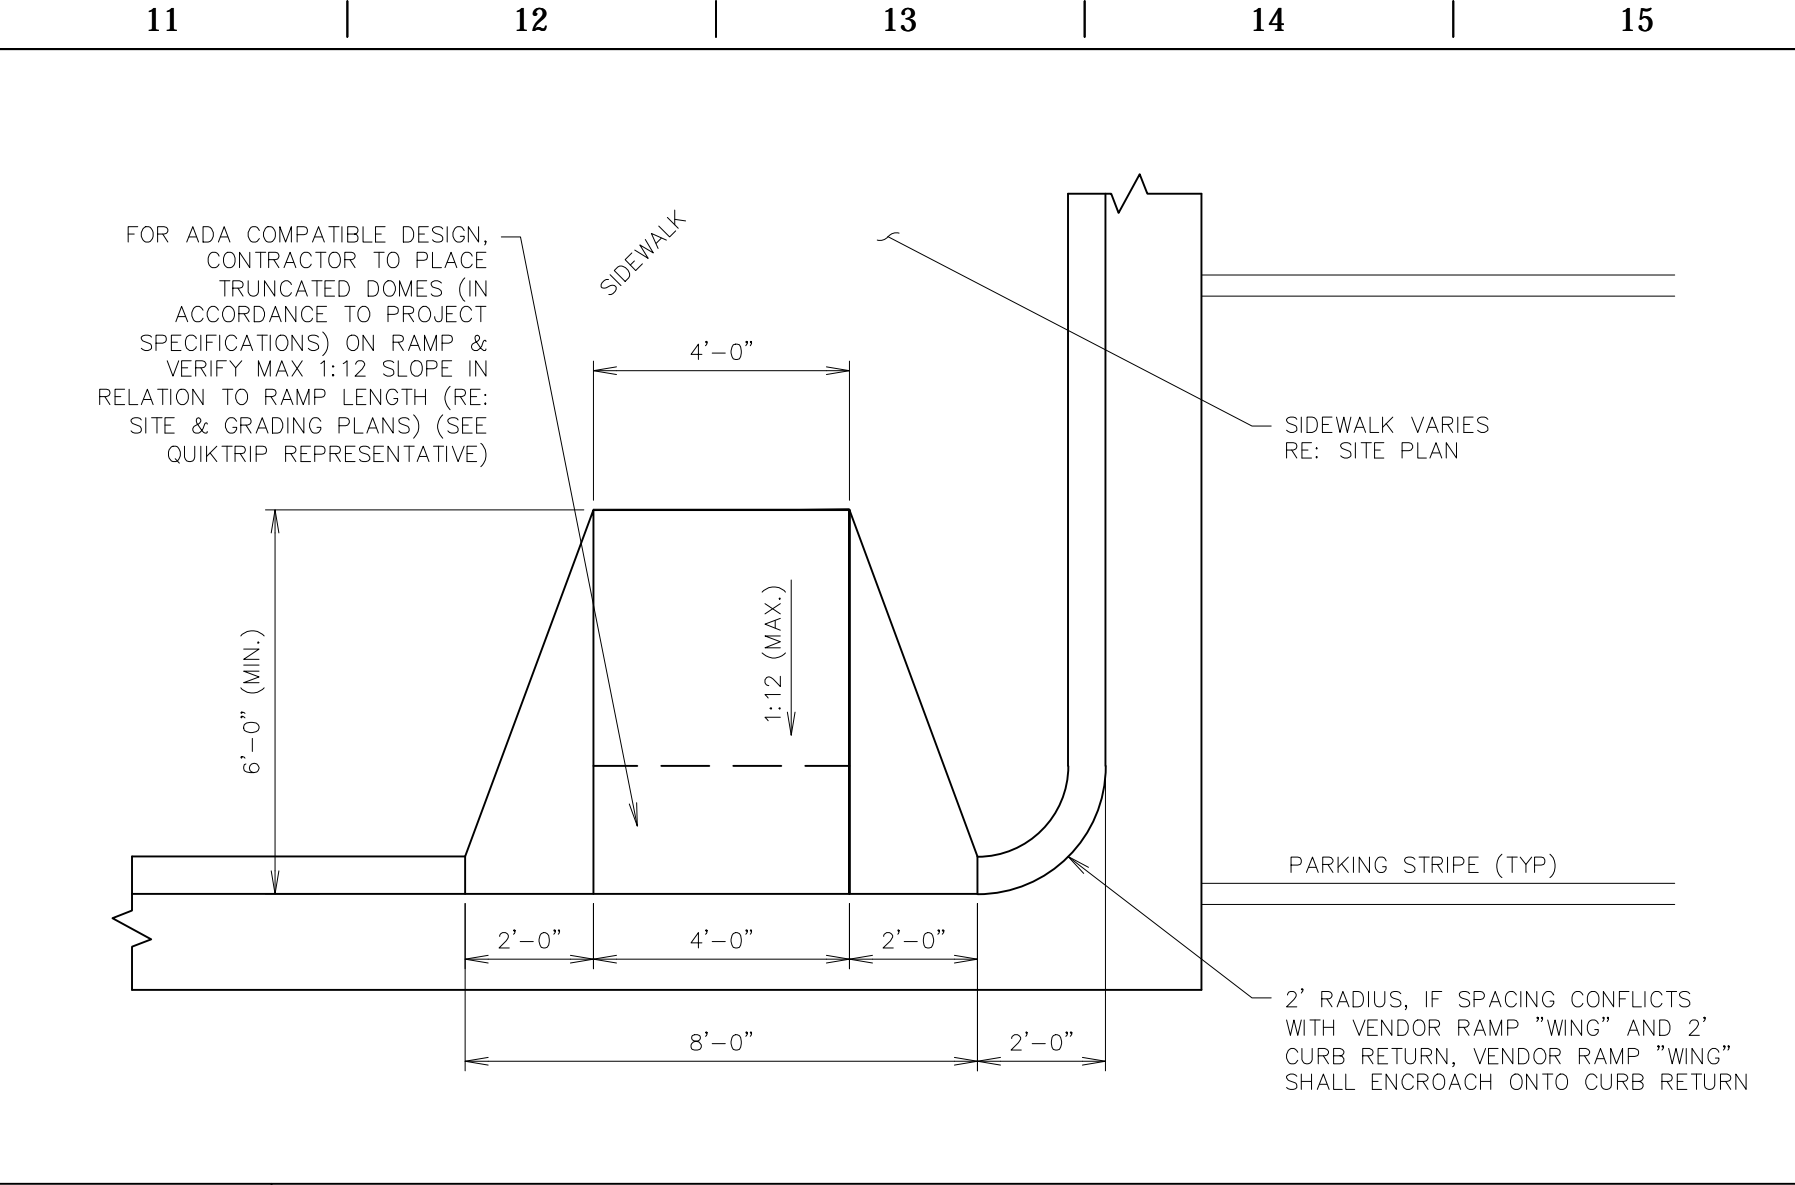 11 12 13 14 15
FOR ADA COMPATIBLE DESIGN,
CONTRACTOR TO PLACE
TRUNCATED DOMES (IN
ACCORDANCE TO PROJECT
SPECIFICATIONS) ON RAMP &
VERIFY MAX 1:12 SLOPE IN
RELATION TO RAMP LENGTH (RE:
SITE & GRADING PLANS) (SEE
QUIKTRIP REPRESENTATIVE)
SIDEWALK
4'-0"
SIDEWALK VARIES
RE: SITE PLAN
6'-0" (MIN.)
1:12 (MAX.)
PARKING STRIPE (TYP)
2'-0" 4'-0" 2'-0"
8'-0" 2'-0"
2' RADIUS, IF SPACING CONFLICTS
WITH VENDOR RAMP "WING" AND 2'
CURB RETURN, VENDOR RAMP "WING"
SHALL ENCROACH ONTO CURB RETURN